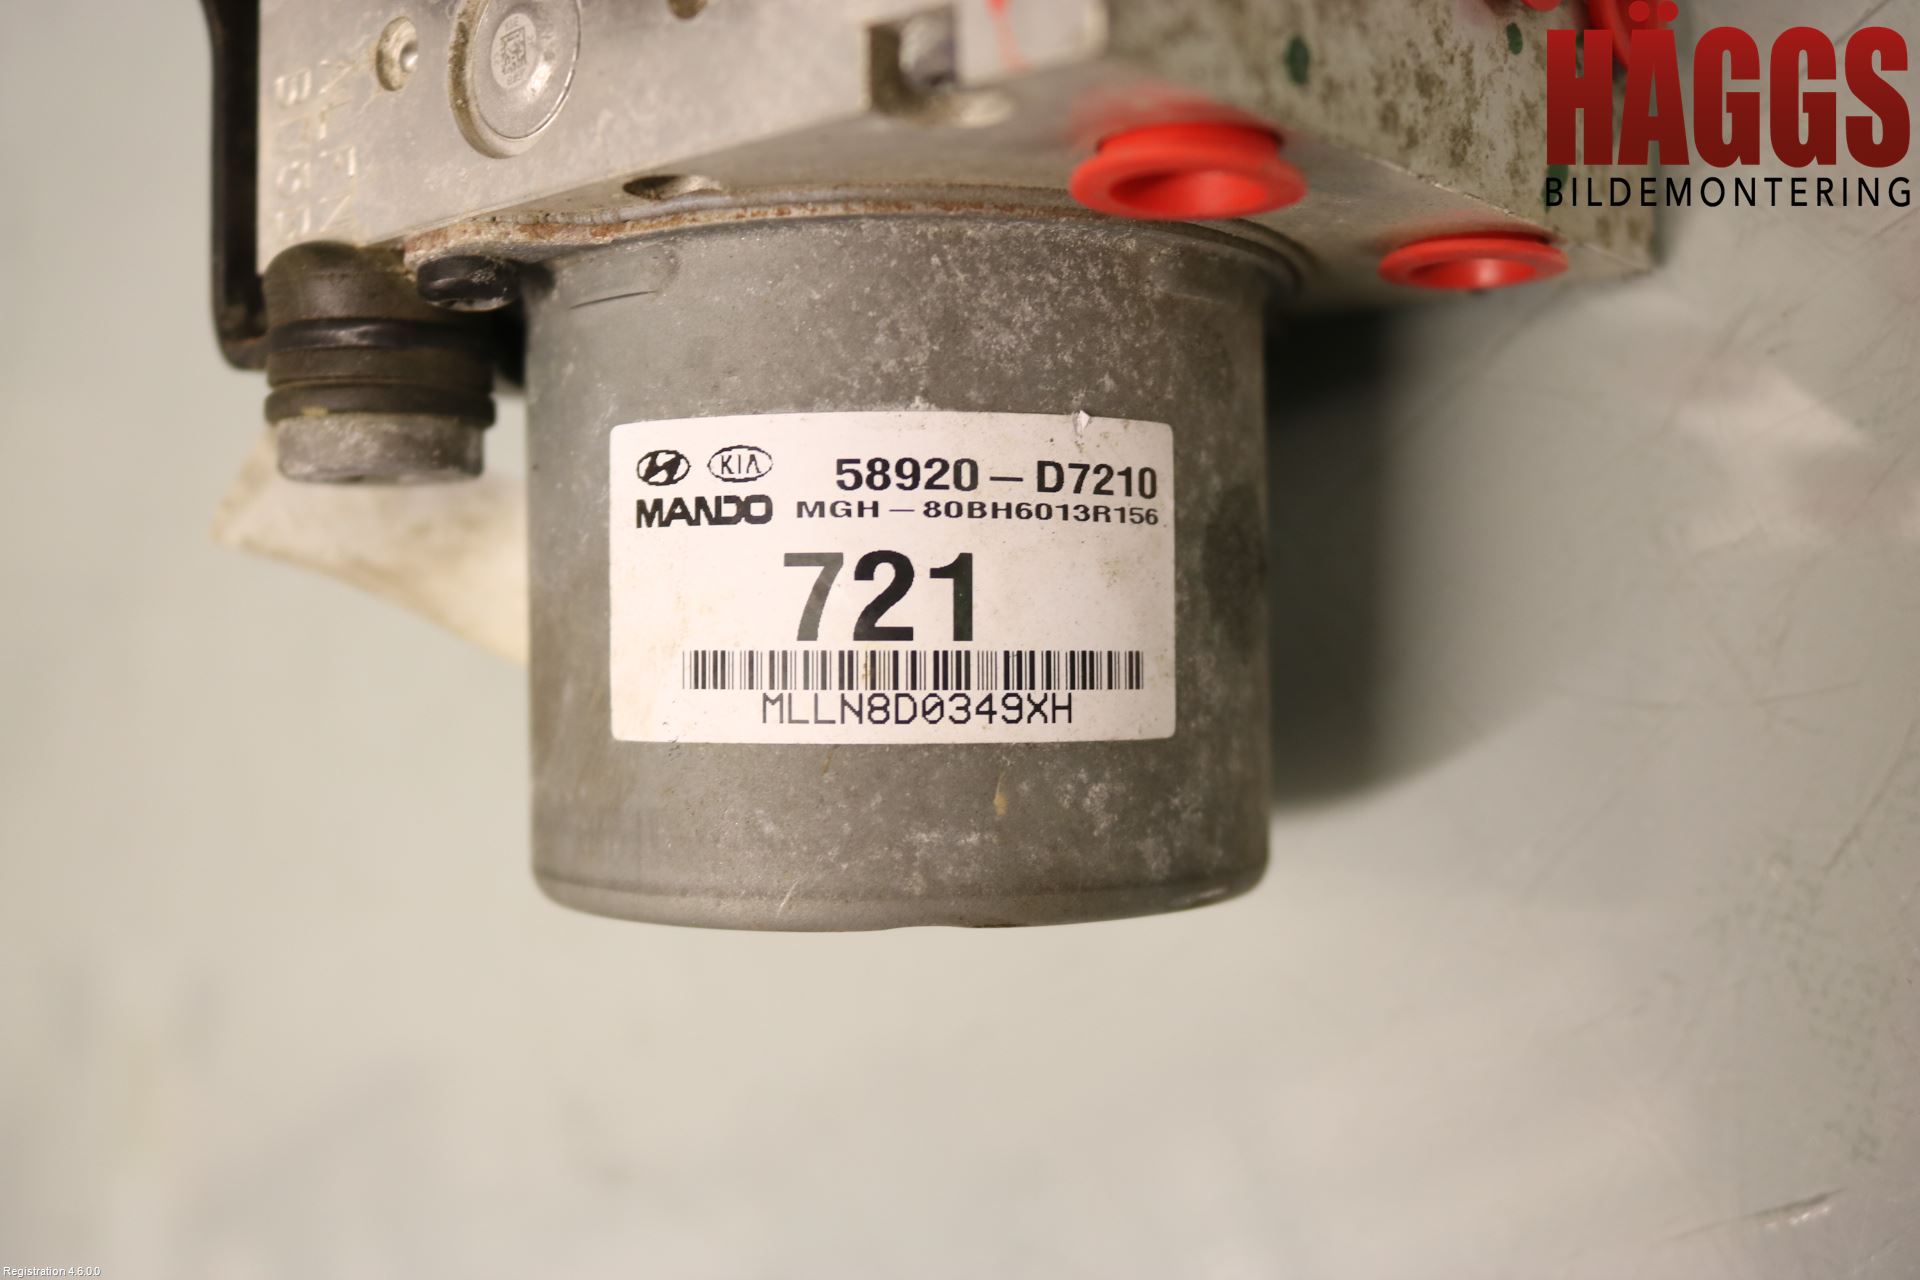 HÄGGS
BILDEMONTERING
KIA
58920 - D7210
MANDO MGH - 80BH6013R156
721
MLLN8D0349XH
Registration 4.6.0.0